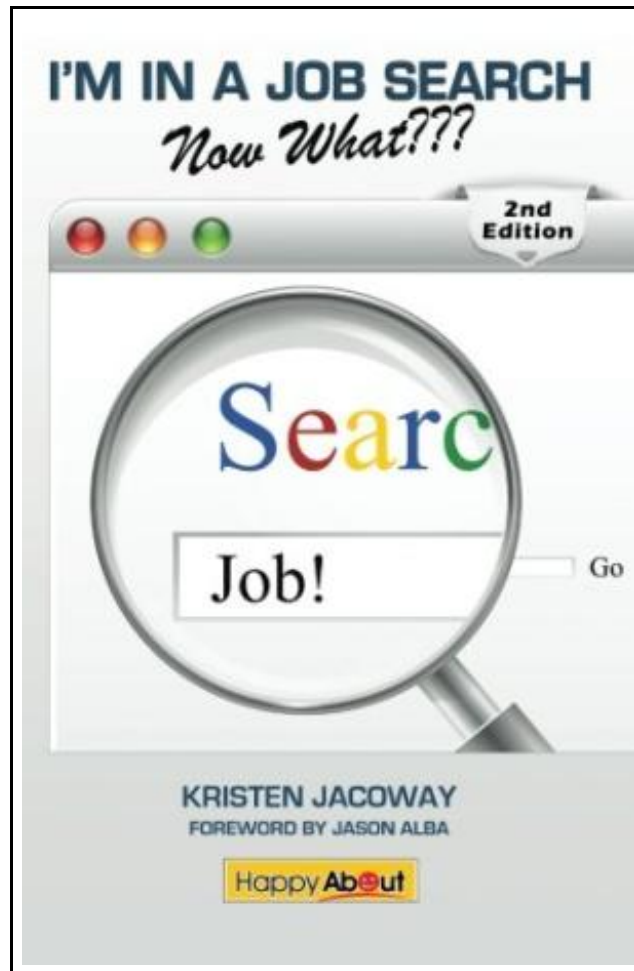 I'M IN A JOB SEARCH
Now What???
2nd
Edition
Searc
Job!
Go
KRISTEN JACOWAY
FOREWORD BY JASON ALBA
Happy About